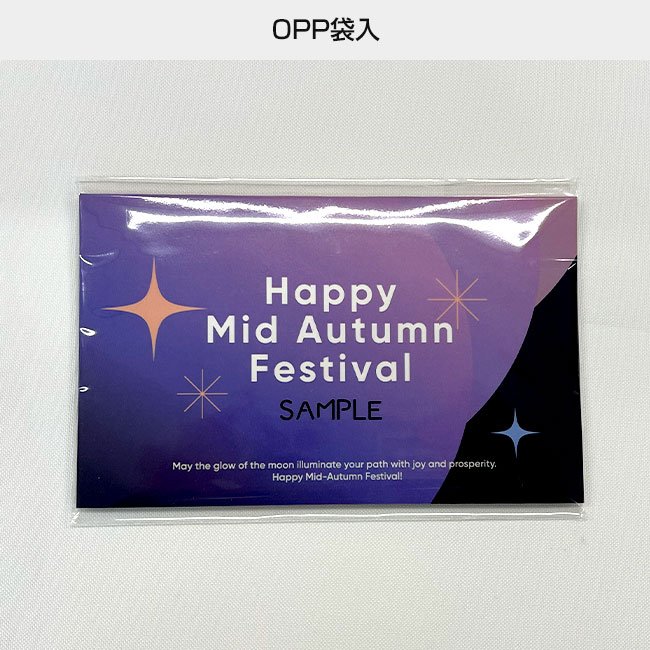 OPP袋入
Happy
Mid Autumn
Festival
SAMPLE
May the glow of the moon illuminate your path with joy and prosperity.
Happy Mid-Autumn Festival!